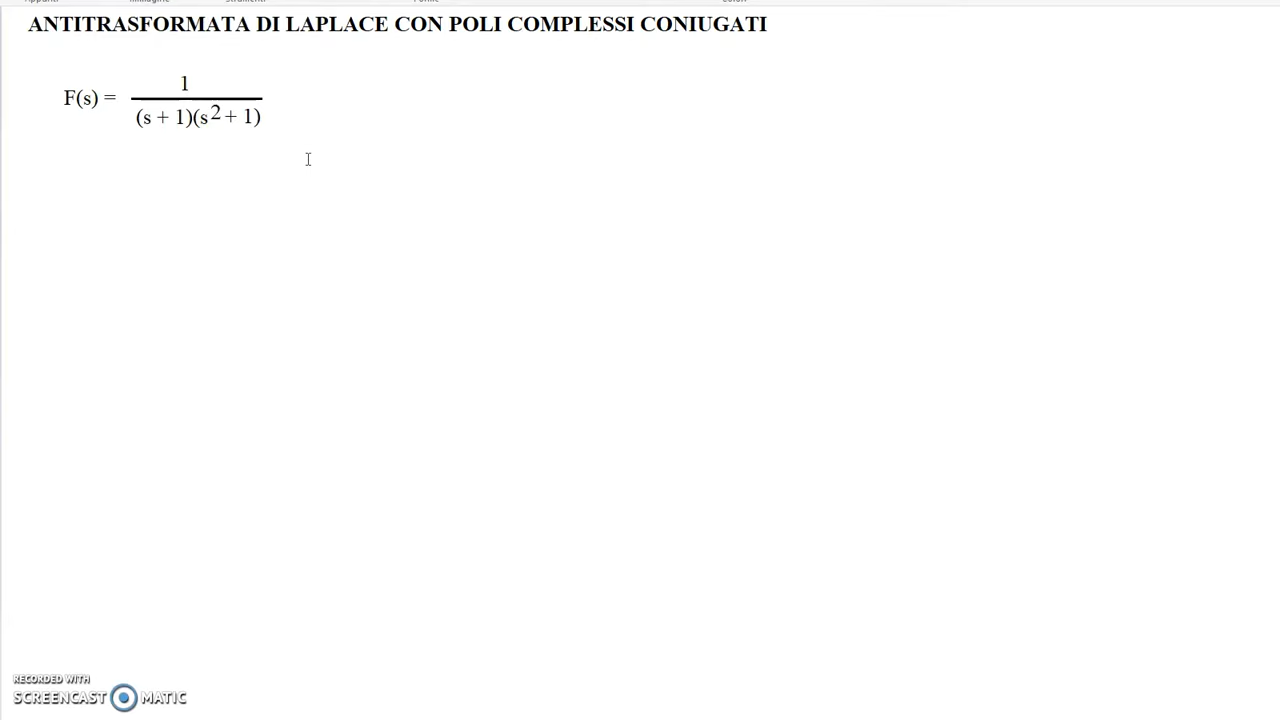 ANTITRASFORMATA DI LAPLACE CON POLI COMPLESSI CONIUGATI
1
F(s) =
(s + 1)(s2 + 1)
RECORDED WITH
SCREENCAST MATIC